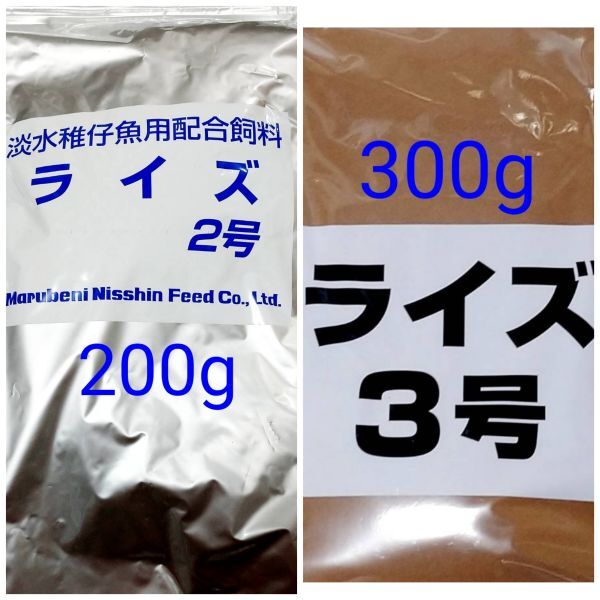 淡水稚仔魚用配合飼料
ライズ
2号
Marubeni Nisshin Feed Co., Ltd.
200g
300g
ライズ
3号